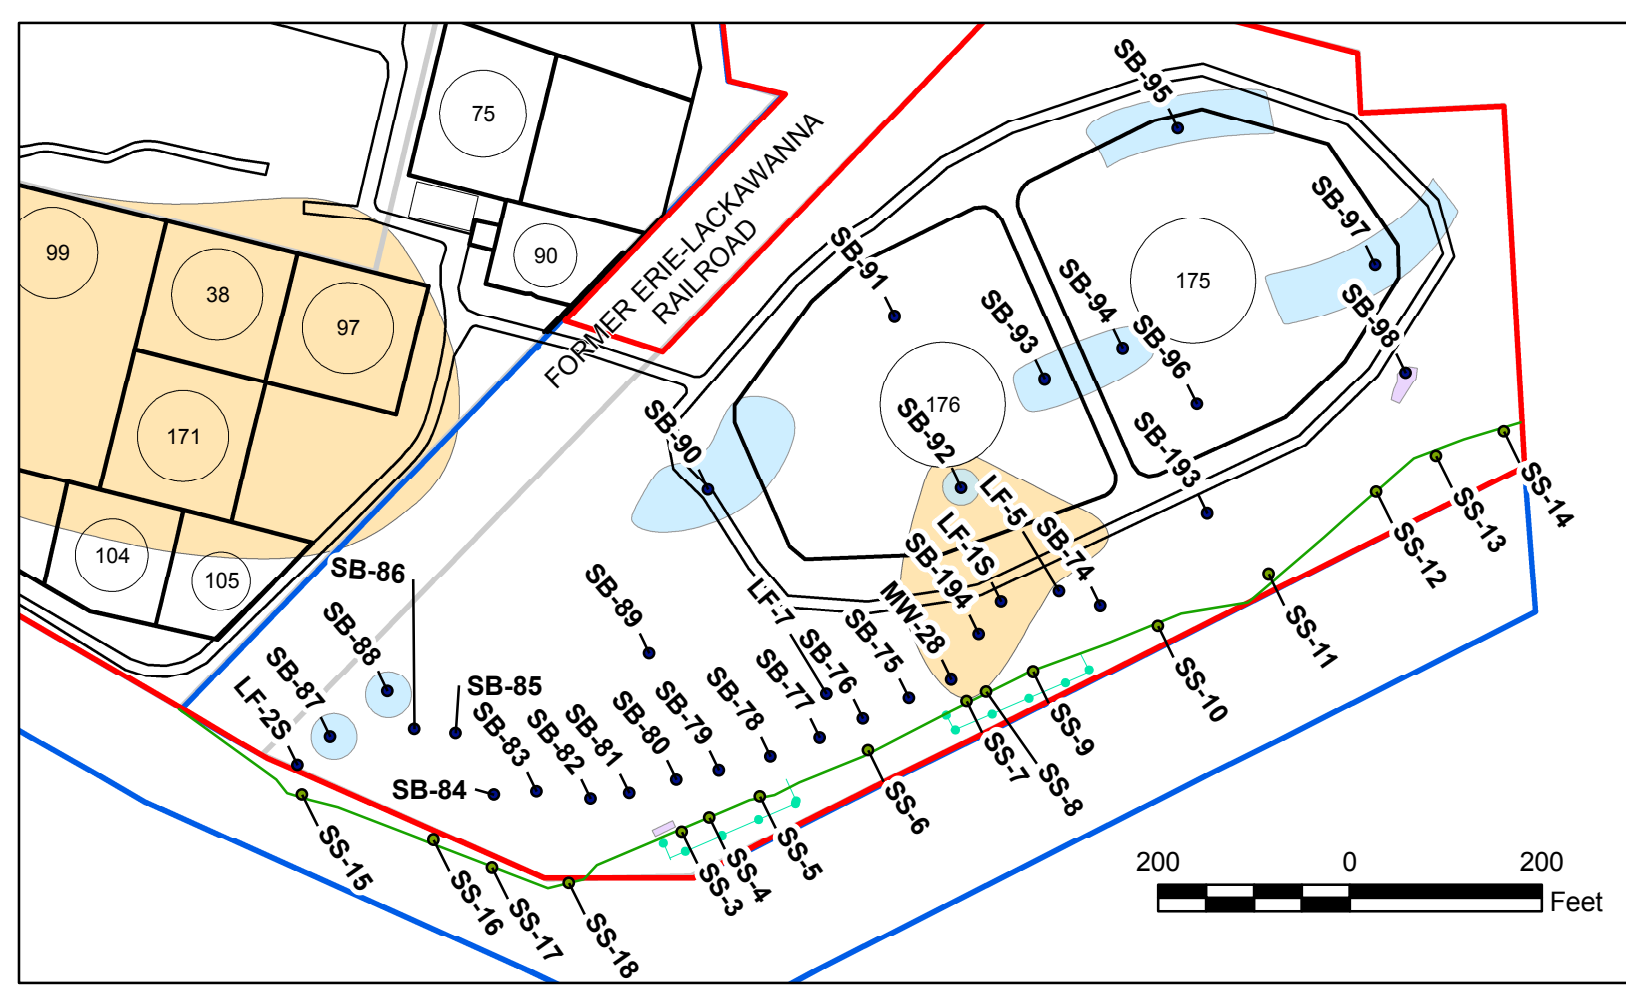 SB-95
75
FORMER ERIE-LACKAWANNA
RAILROAD
SB-97
99
38
97
90
SB-91
SB-94
175
SB-93
SB-96
SB-98
176
171
SB-90
SB-92
SB-193
LF-5
SS-14
104
105
SB-86
SB-89
LF-1S
SB-74
SS-13
SB-194
SS-12
LF-7
MW-28
SB-88
SB-76
SB-75
SS-11
SB-87
LF-2S
SB-85
SB-83
SB-82
SB-81
SB-80
SB-79
SB-78
SB-77
SS-10
SS-9
SS-7
SS-8
SB-84
SS-6
SS-5
SS-4
SS-3
SS-15
SS-16
SS-17
SS-18
200 0 200
Feet